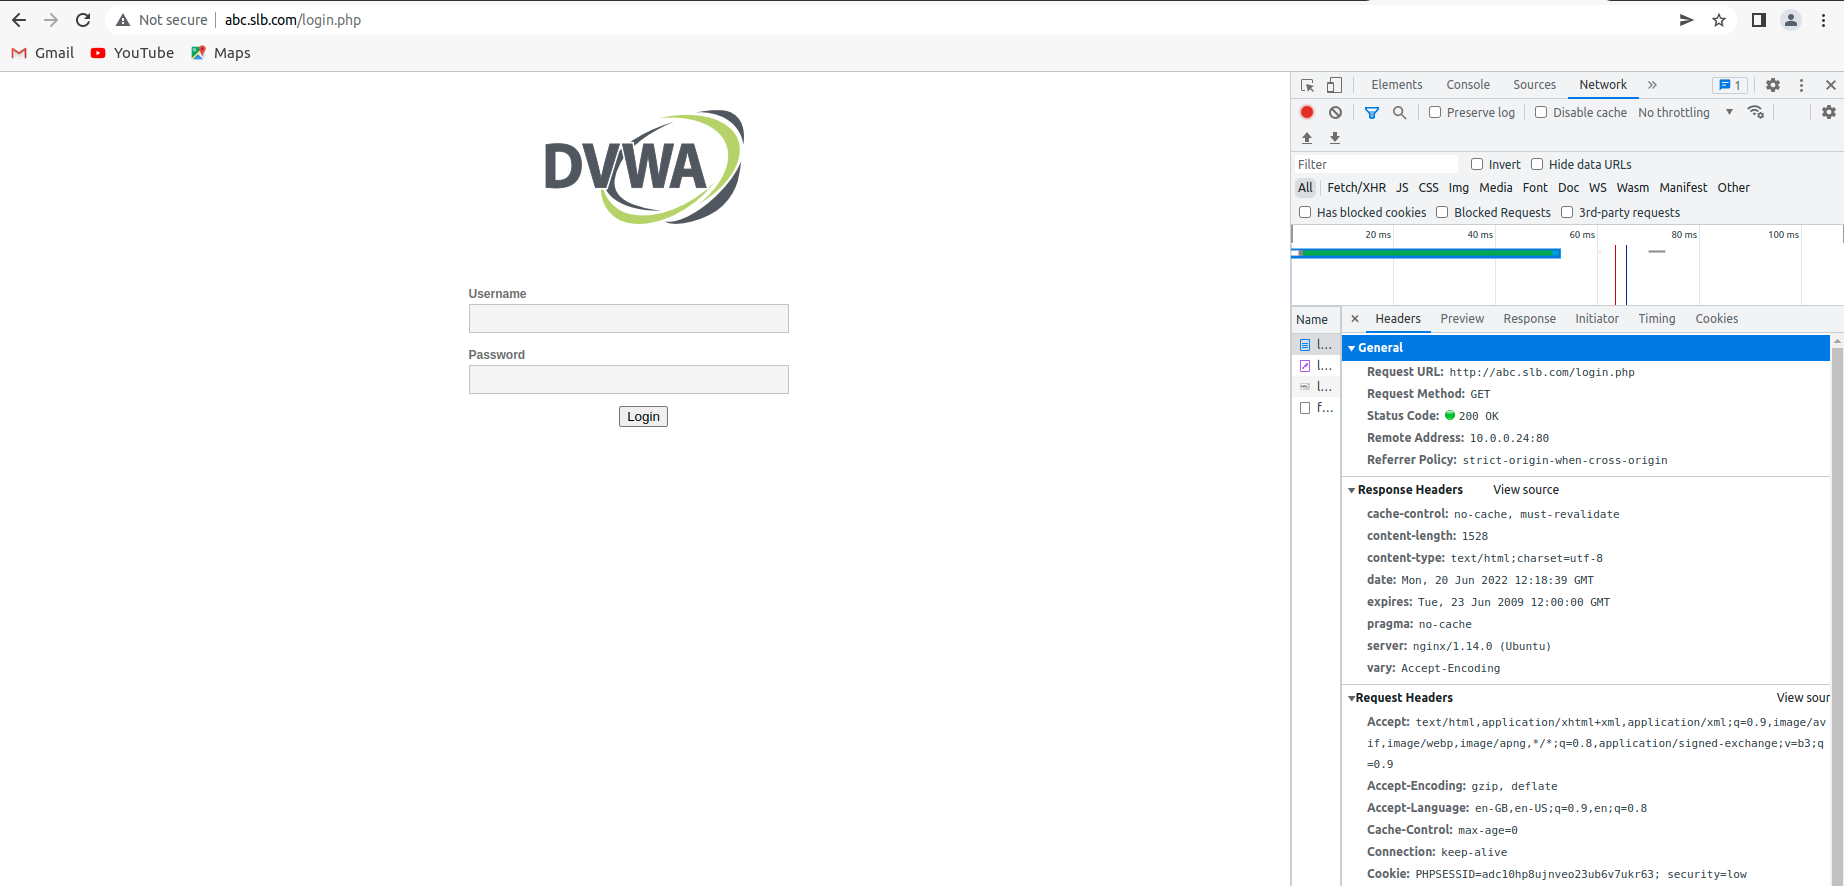 Not secure | abc.slb.com/login.php
Gmail YouTube Maps
DVWA
Username
Password
Login
Elements Console Sources Network » 1
Preserve log Disable cache No throttling
Filter Invert Hide data URLs
All Fetch/XHR JS CSS Img Media Font Doc WS Wasm Manifest Other
Has blocked cookies Blocked Requests 3rd-party requests
20 ms 40 ms 60 ms 80 ms 100 ms
Name
l...
l...
l...
f...
Headers Preview Response Initiator Timing Cookies
General
Request URL: http://abc.slb.com/login.php
Request Method: GET
Status Code: 200 OK
Remote Address: 10.0.0.24:80
Referrer Policy: strict-origin-when-cross-origin
Response Headers View source
cache-control: no-cache, must-revalidate
content-length: 1528
content-type: text/html;charset=utf-8
date: Mon, 20 Jun 2022 12:18:39 GMT
expires: Tue, 23 Jun 2009 12:00:00 GMT
pragma: no-cache
server: nginx/1.14.0 (Ubuntu)
vary: Accept-Encoding
Request Headers View sour
Accept: text/html,application/xhtml+xml,application/xml;q=0.9,image/av
if,image/webp,image/apng,*/*;q=0.8,application/signed-exchange;v=b3;q
=0.9
Accept-Encoding: gzip, deflate
Accept-Language: en-GB,en-US;q=0.9,en;q=0.8
Cache-Control: max-age=0
Connection: keep-alive
Cookie: PHPSESSID=adc10hp8ujnveo23ub6v7ukr63; security=low